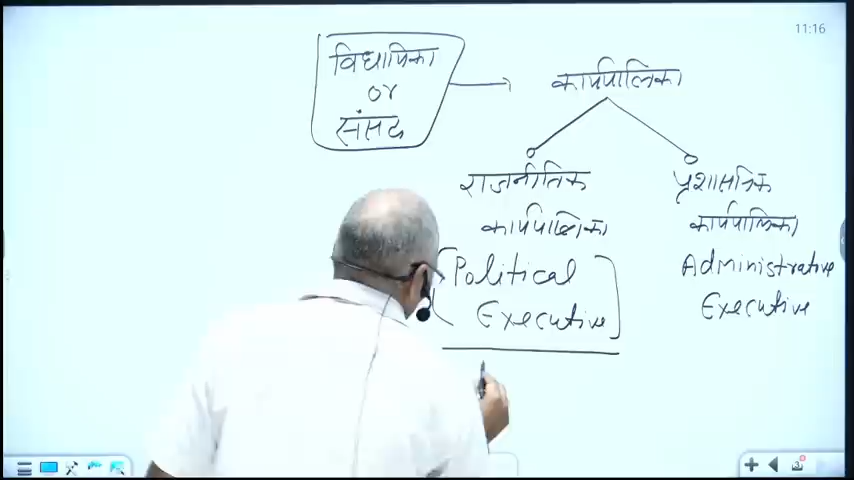 11:16
विधायिका
or
संसद
कार्यपालिका
राजनीतिक
कार्यपालिका
(Political
Executive)
प्रशासनिक
कार्यपालिका
Administrative
Executive